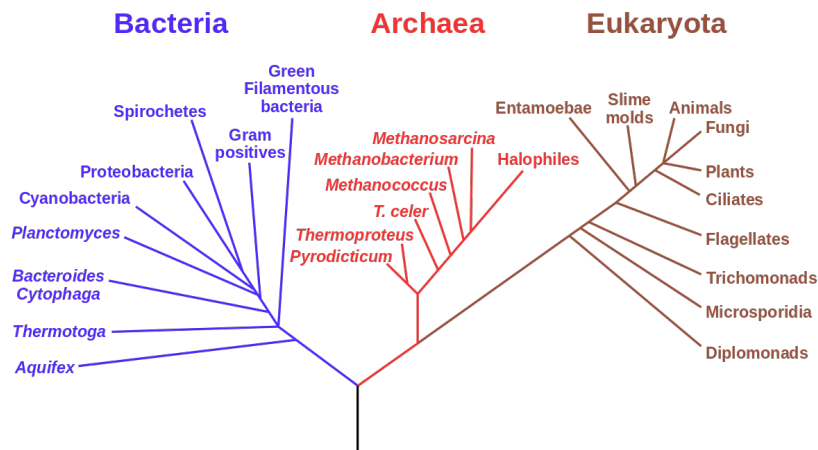 Bacteria
Archaea
Eukaryota
Green
Filamentous
bacteria
Spirochetes
Gram
positives
Proteobacteria
Cyanobacteria
Planctomyces
Bacteroides
Cytophaga
Thermotoga
Aquifex
Methanosarcina
Methanobacterium
Halophiles
Methanococcus
T. celer
Thermoproteus
Pyrodicticum
Entamoebae
Slime
molds
Animals
Fungi
Plants
Ciliates
Flagellates
Trichomonads
Microsporidia
Diplomonads